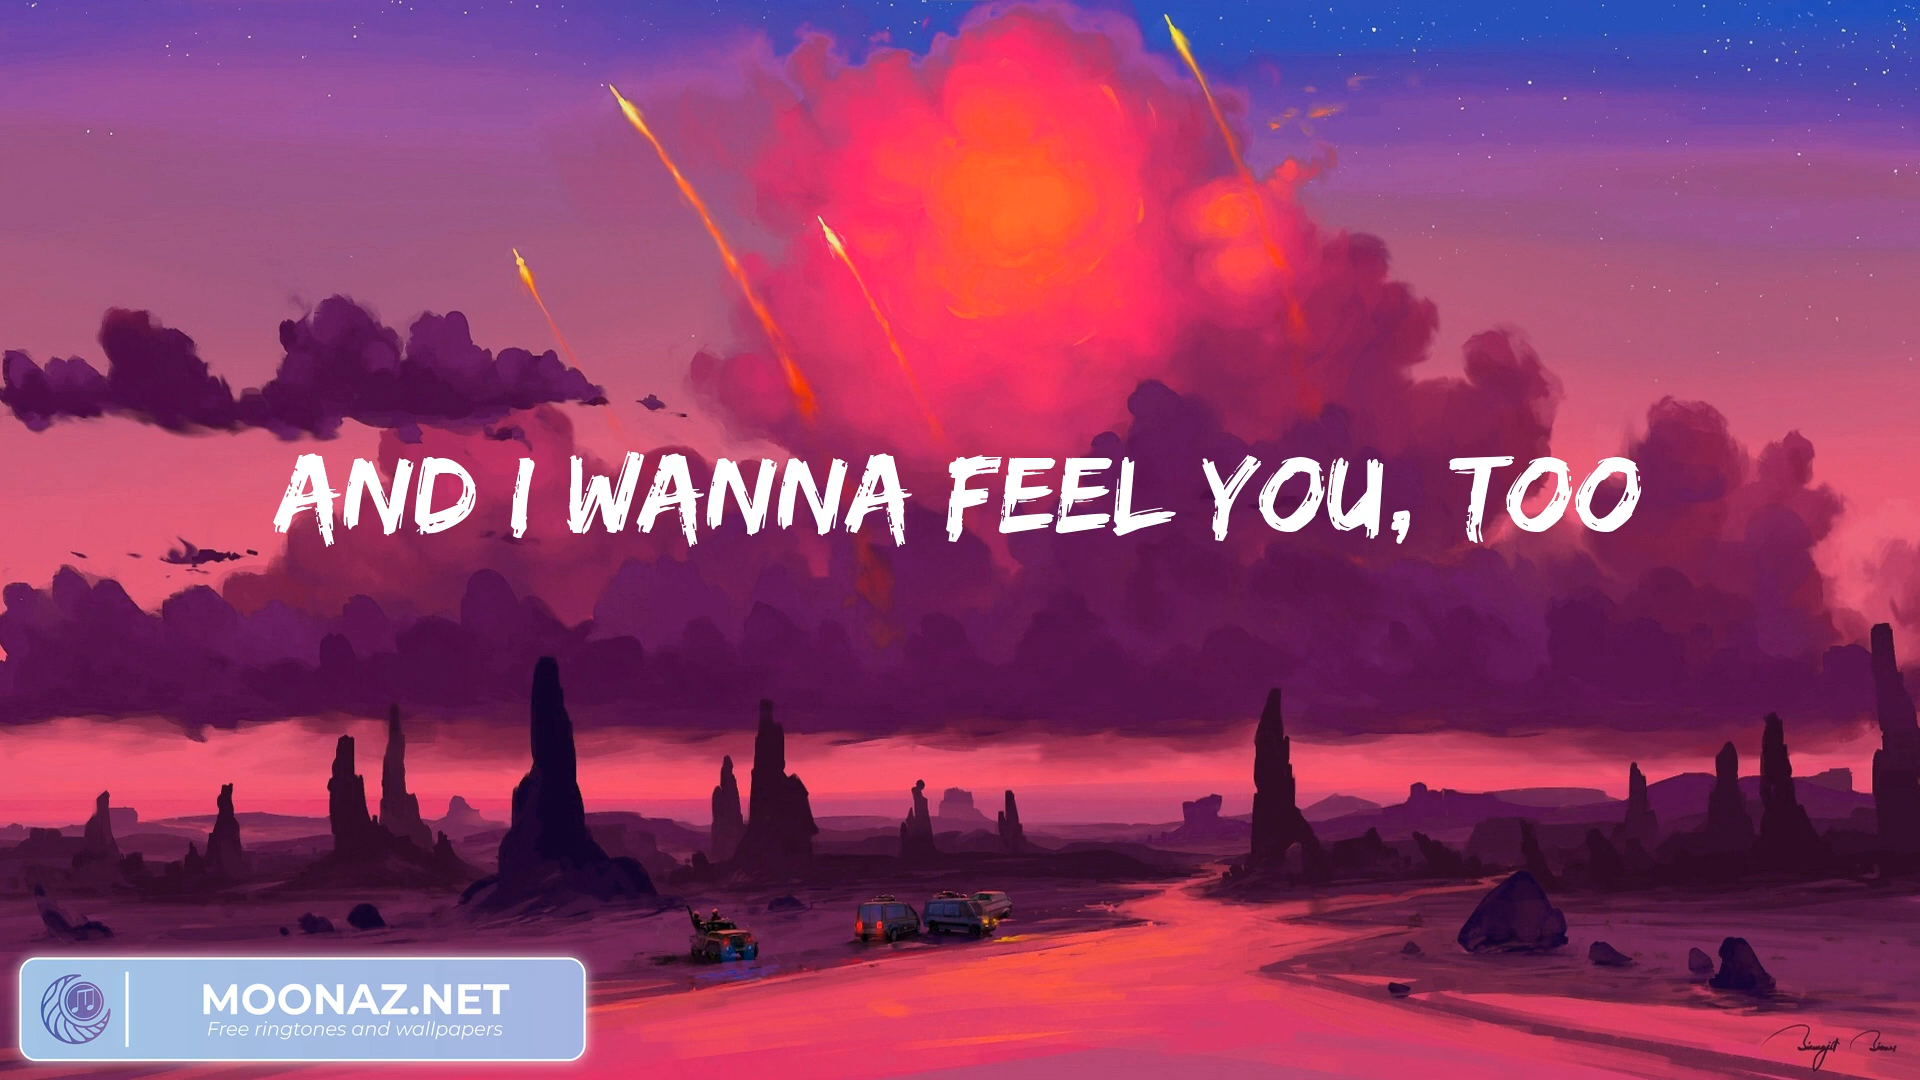 AND I WANNA FEEL YOU, TOO
MOONAZ.NET
Free ringtones and wallpapers